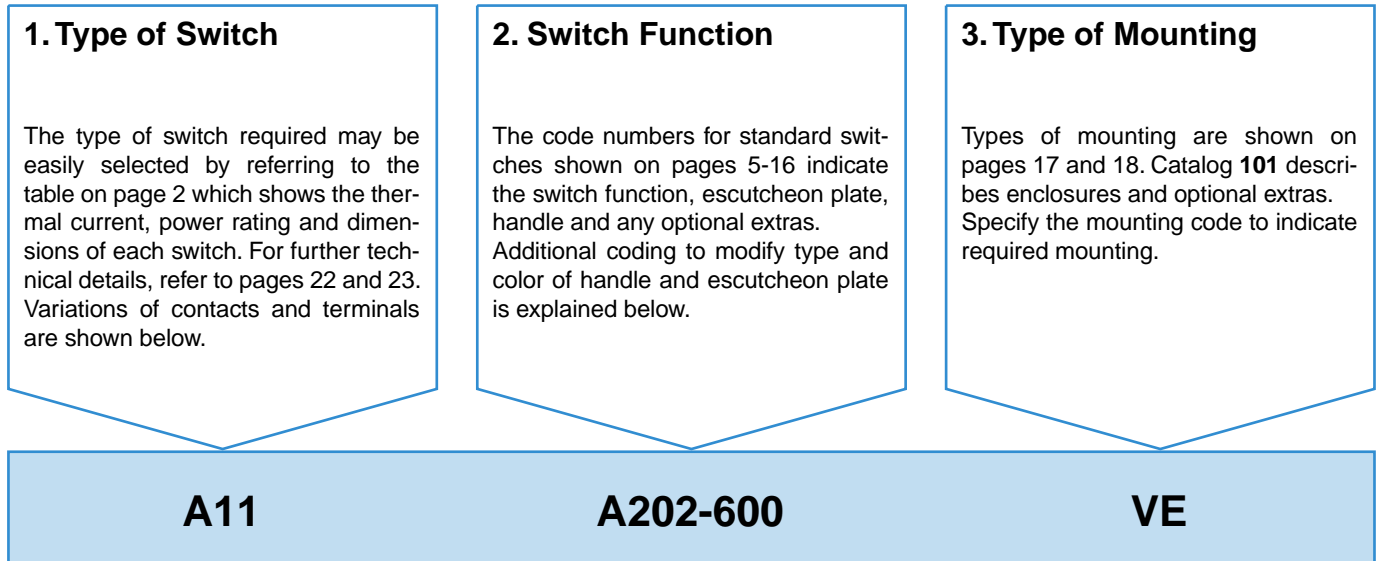 1. Type of Switch
The type of switch required may be
easily selected by referring to the
table on page 2 which shows the ther-
mal current, power rating and dimen-
sions of each switch. For further tech-
nical details, refer to pages 22 and 23.
Variations of contacts and terminals
are shown below.
2. Switch Function
The code numbers for standard swit-
ches shown on pages 5-16 indicate
the switch function, escutcheon plate,
handle and any optional extras.
Additional coding to modify type and
color of handle and escutcheon plate
is explained below.
3. Type of Mounting
Types of mounting are shown on
pages 17 and 18. Catalog 101 descri-
bes enclosures and optional extras.
Specify the mounting code to indicate
required mounting.
A11
A202-600
VE